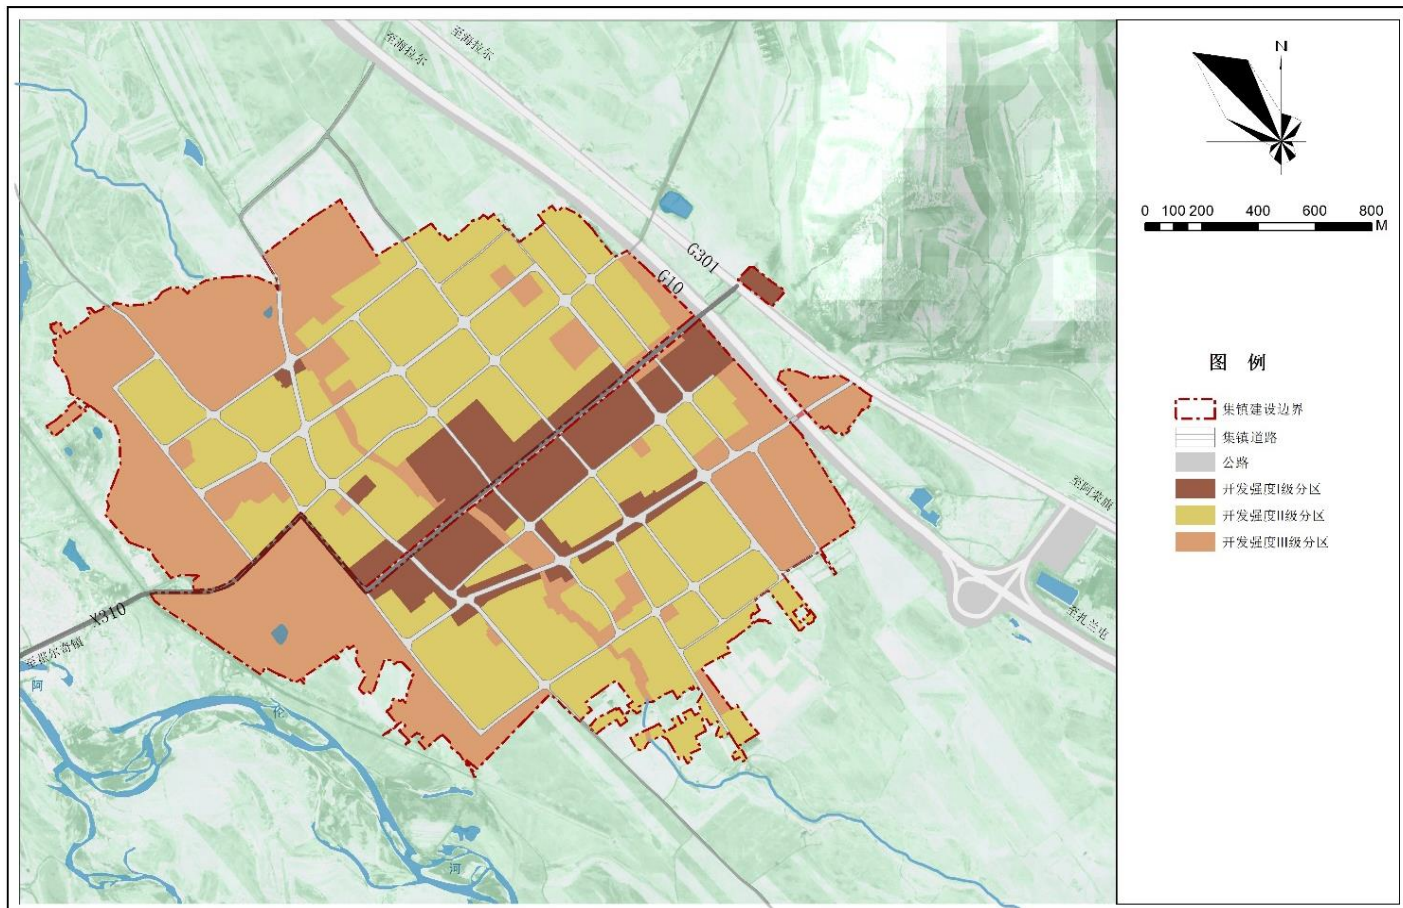 至海拉尔
至海拉尔
N
0 100 200 400 600 800
M
G301
G10
图 例
集镇建设边界
集镇道路
公路
开发强度I级分区
开发强度II级分区
开发强度III级分区
至阿荣旗
X310
至霍尔奇镇
至扎兰屯
阿
伦
河